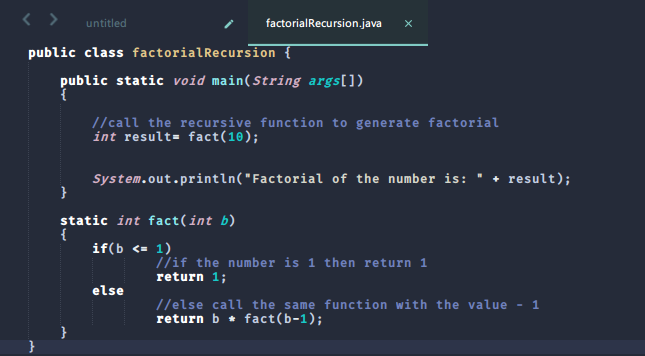 untitled
factorialRecursion.java ×
public class factorialRecursion {
public static void main(String args[])
{
//call the recursive function to generate factorial
int result= fact(10);
System.out.println("Factorial of the number is: " + result);
}
static int fact(int b)
{
if(b <= 1)
//if the number is 1 then return 1
return 1;
else
//else call the same function with the value - 1
return b * fact(b-1);
}
}